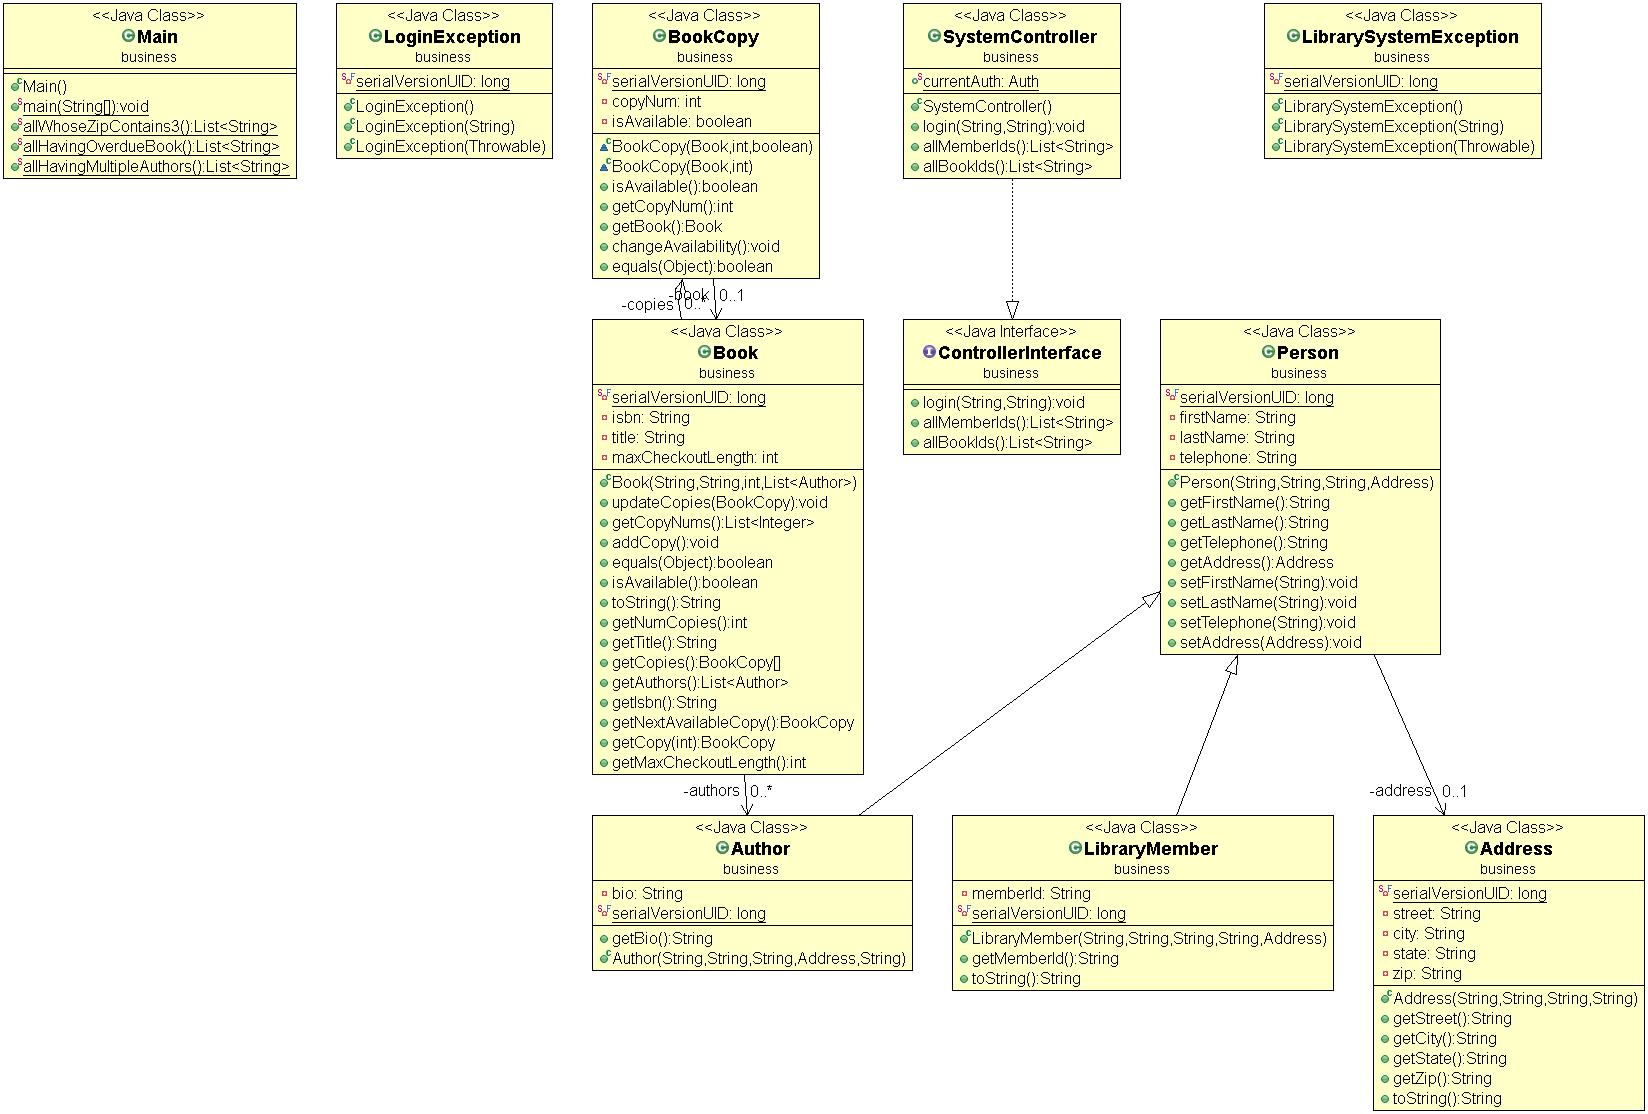 <<Java Class>>
Main
business
Main()
main(String[]):void
allWhoseZipContains3():List<String>
allHavingOverdueBook():List<String>
allHavingMultipleAuthors():List<String>
<<Java Class>>
LoginException
business
serialVersionUID: long
LoginException()
LoginException(String)
LoginException(Throwable)
<<Java Class>>
BookCopy
business
serialVersionUID: long
copyNum: int
isAvailable: boolean
BookCopy(Book,int,boolean)
BookCopy(Book,int)
isAvailable():boolean
getCopyNum():int
getBook():Book
changeAvailability():void
equals(Object):boolean
<<Java Class>>
SystemController
business
currentAuth: Auth
SystemController()
login(String,String):void
allMemberIds():List<String>
allBookIds():List<String>
<<Java Class>>
LibrarySystemException
business
serialVersionUID: long
LibrarySystemException()
LibrarySystemException(String)
LibrarySystemException(Throwable)
-book 0..1
-copies 0..*
<<Java Class>>
Book
business
serialVersionUID: long
isbn: String
title: String
maxCheckoutLength: int
Book(String,String,int,List<Author>)
updateCopies(BookCopy):void
getCopyNums():List<Integer>
addCopy():void
equals(Object):boolean
isAvailable():boolean
toString():String
getNumCopies():int
getTitle():String
getCopies():BookCopy[]
getAuthors():List<Author>
getIsbn():String
getNextAvailableCopy():BookCopy
getCopy(int):BookCopy
getMaxCheckoutLength():int
<<Java Interface>>
ControllerInterface
business
login(String,String):void
allMemberIds():List<String>
allBookIds():List<String>
<<Java Class>>
Person
business
serialVersionUID: long
firstName: String
lastName: String
telephone: String
Person(String,String,String,Address)
getFirstName():String
getLastName():String
getTelephone():String
getAddress():Address
setFirstName(String):void
setLastName(String):void
setTelephone(String):void
setAddress(Address):void
-authors 0..*
-address 0..1
<<Java Class>>
Author
business
bio: String
serialVersionUID: long
getBio():String
Author(String,String,String,Address,String)
<<Java Class>>
LibraryMember
business
memberId: String
serialVersionUID: long
LibraryMember(String,String,String,String,Address)
getMemberId():String
toString():String
<<Java Class>>
Address
business
serialVersionUID: long
street: String
city: String
state: String
zip: String
Address(String,String,String,String)
getStreet():String
getCity():String
getState():String
getZip():String
toString():String